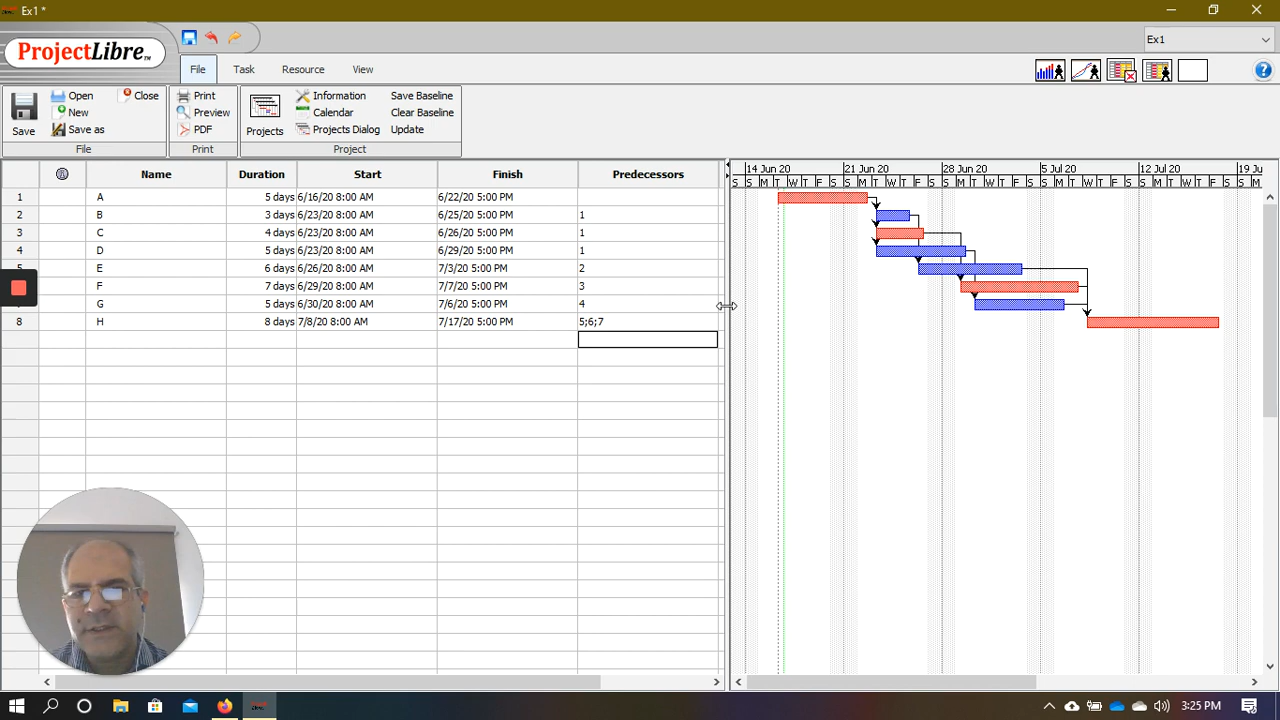 Ex1 *
ProjectLibre™
Ex1
File Task Resource View
Save
Open
New
Save as
Close
File
Print
Preview
PDF
Print
Projects
Information
Calendar
Projects Dialog
Save Baseline
Clear Baseline
Update
Project
Name Duration Start Finish Predecessors
1 A 5 days 6/16/20 8:00 AM 6/22/20 5:00 PM
2 B 3 days 6/23/20 8:00 AM 6/25/20 5:00 PM 1
3 C 4 days 6/23/20 8:00 AM 6/26/20 5:00 PM 1
4 D 5 days 6/23/20 8:00 AM 6/29/20 5:00 PM 1
E 6 days 6/26/20 8:00 AM 7/3/20 5:00 PM 2
F 7 days 6/29/20 8:00 AM 7/7/20 5:00 PM 3
G 5 days 6/30/20 8:00 AM 7/6/20 5:00 PM 4
8 H 8 days 7/8/20 8:00 AM 7/17/20 5:00 PM 5;6;7
14 Jun 20 21 Jun 20 28 Jun 20 5 Jul 20 12 Jul 20 19
S S M T W T F S S M T W T F S S M T W T F S S M T W T F S S M T W T F S M
3:25 PM